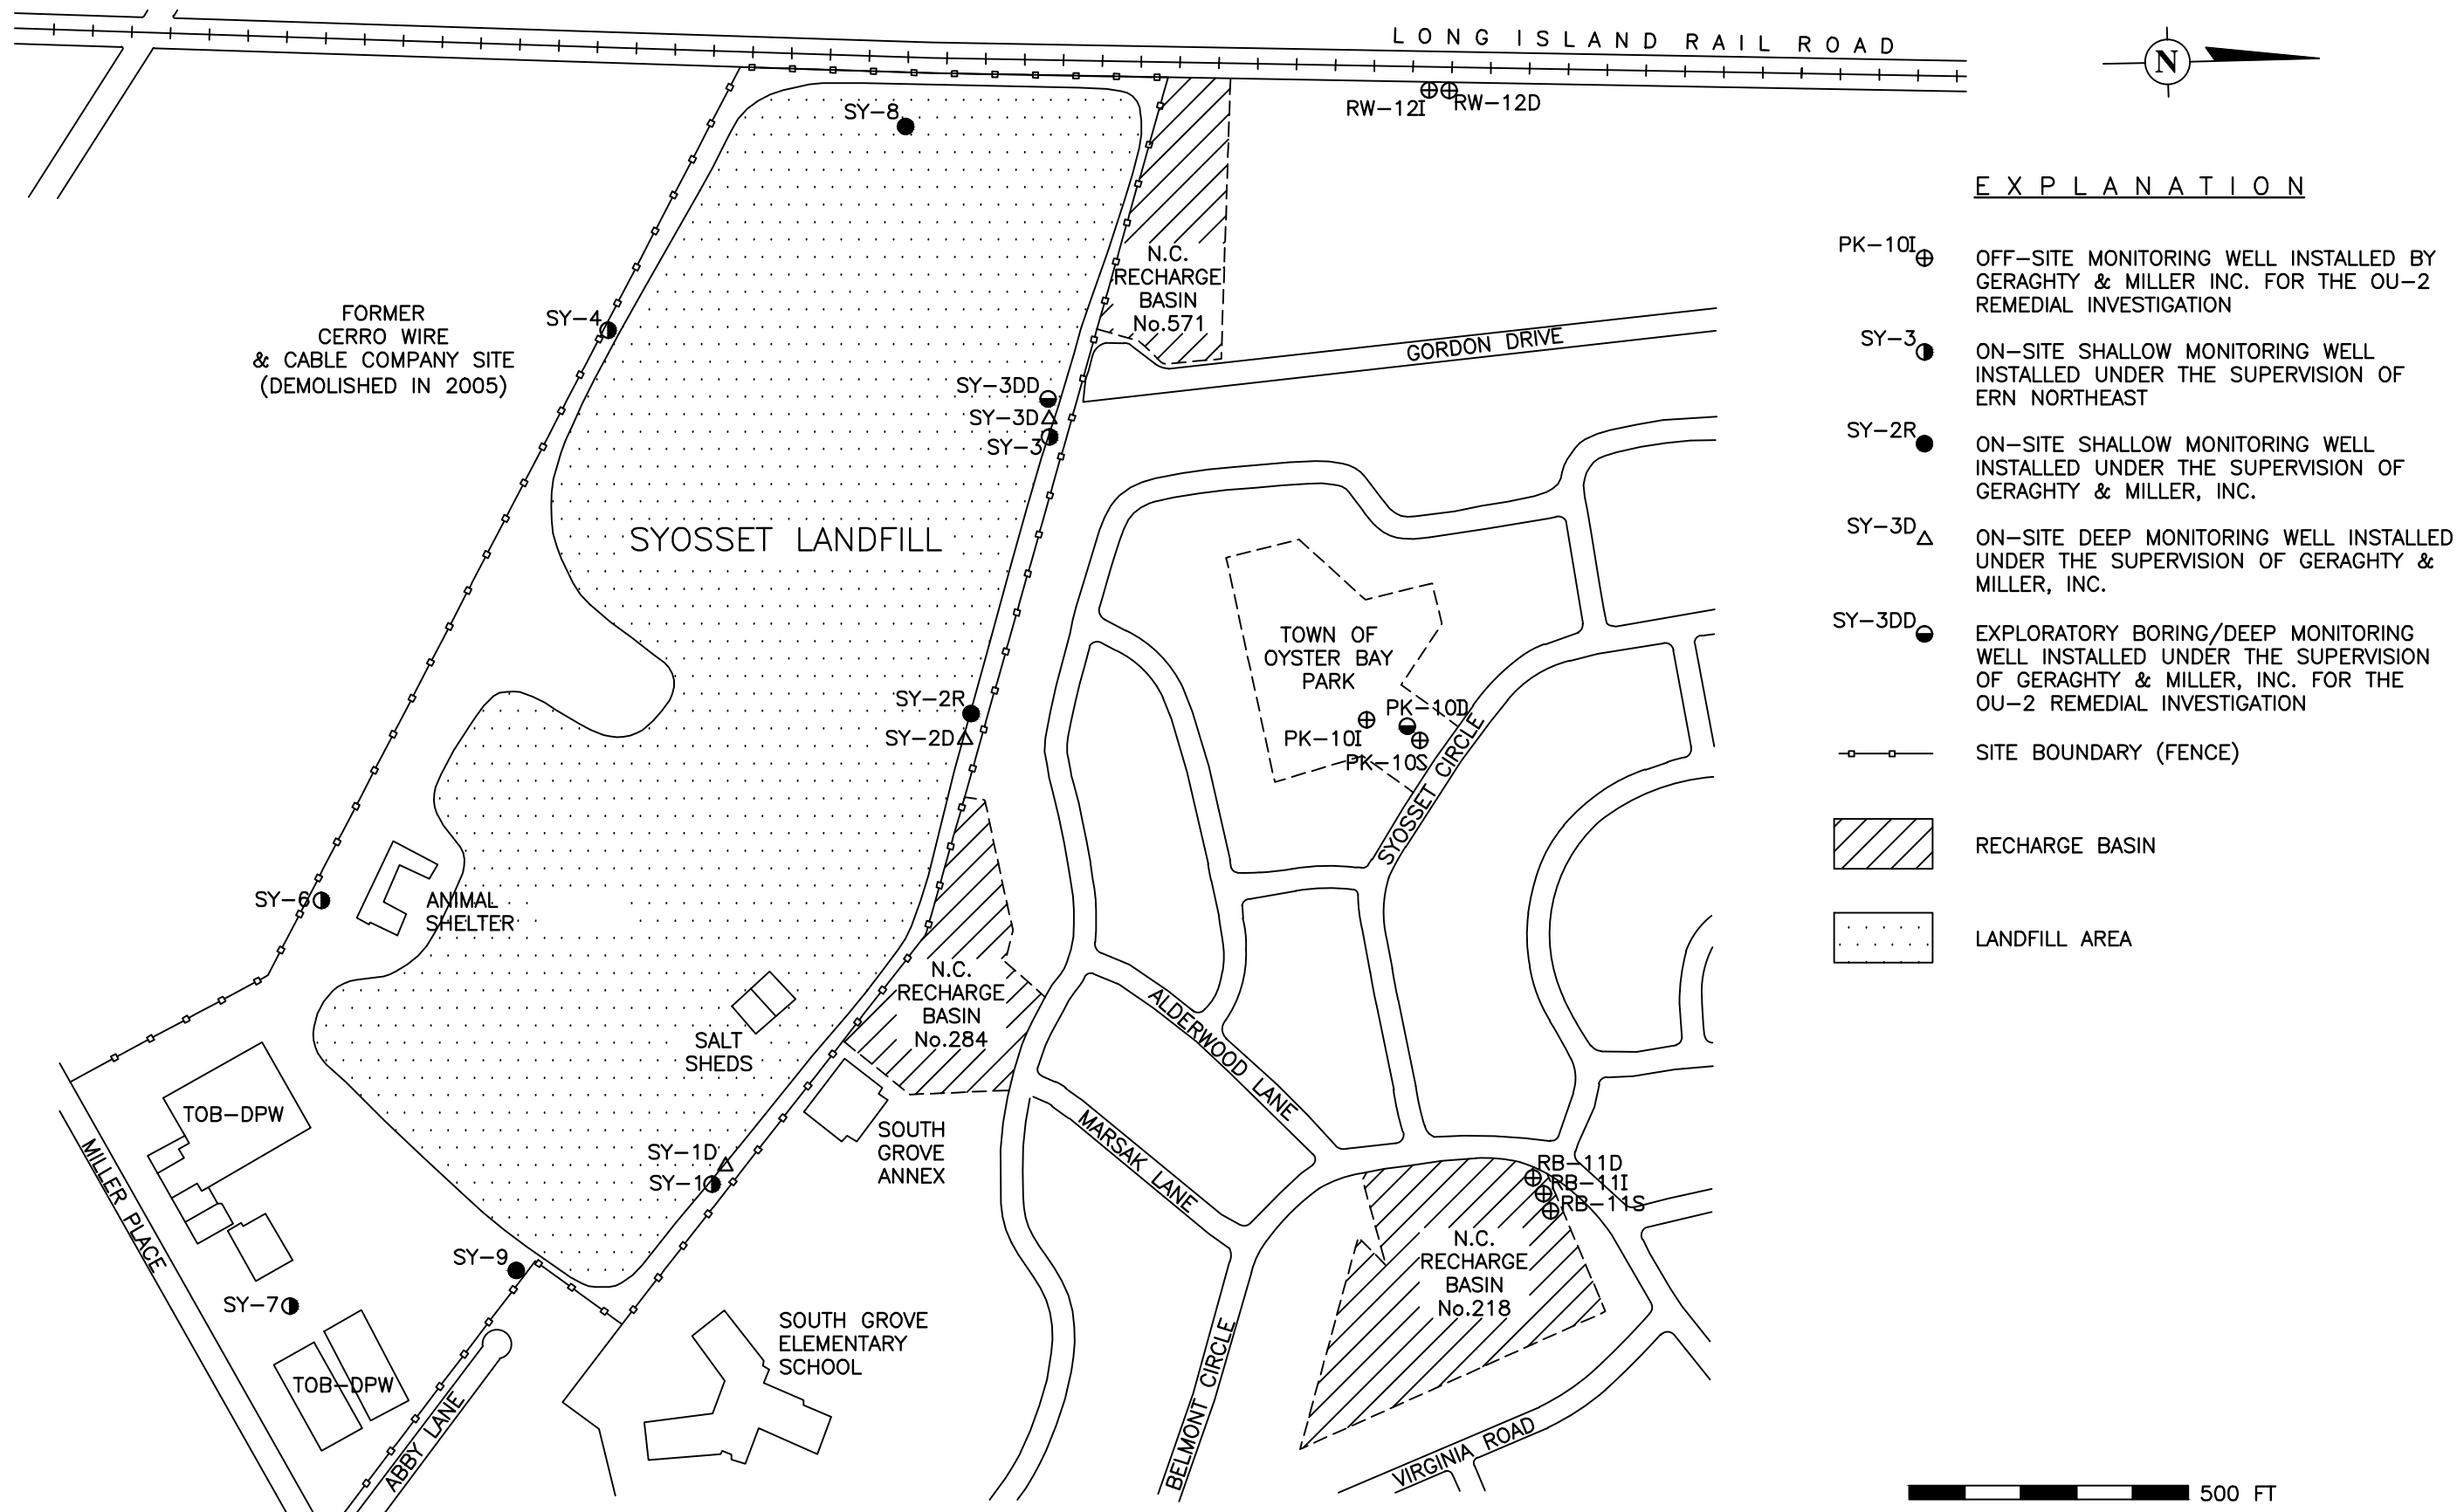 LONG ISLAND RAIL ROAD
N
RW-12I
RW-12D
SY-8
EXPLANATION
PK-10I
OFF-SITE MONITORING WELL INSTALLED BY
GERAGHTY & MILLER INC. FOR THE OU-2
REMEDIAL INVESTIGATION
SY-3
ON-SITE SHALLOW MONITORING WELL
INSTALLED UNDER THE SUPERVISION OF
ERN NORTHEAST
SY-2R
ON-SITE SHALLOW MONITORING WELL
INSTALLED UNDER THE SUPERVISION OF
GERAGHTY & MILLER, INC.
SY-3D
ON-SITE DEEP MONITORING WELL INSTALLED
UNDER THE SUPERVISION OF GERAGHTY &
MILLER, INC.
SY-3DD
EXPLORATORY BORING/DEEP MONITORING
WELL INSTALLED UNDER THE SUPERVISION
OF GERAGHTY & MILLER, INC. FOR THE
OU-2 REMEDIAL INVESTIGATION
SITE BOUNDARY (FENCE)
RECHARGE BASIN
LANDFILL AREA
N.C.
RECHARGE
BASIN
No.571
FORMER
CERRO WIRE
& CABLE COMPANY SITE
(DEMOLISHED IN 2005)
SY-4
GORDON DRIVE
SY-3DD
SY-3D
SY-3
SYOSSET LANDFILL
TOWN OF
OYSTER BAY
PARK
SY-2R
SY-2D
PK-10D
PK-10I
PK-10S
SYOSSET CIRCLE
SY-6
ANIMAL
SHELTER
N.C.
RECHARGE
BASIN
No.284
SALT
SHEDS
ALDERWOOD LANE
MARSAK LANE
TOB-DPW
MILLER PLACE
SOUTH
GROVE
ANNEX
SY-1D
SY-1
RB-11D
RB-11I
RB-11S
N.C.
RECHARGE
BASIN
No.218
SY-9
SY-7
SOUTH GROVE
ELEMENTARY
SCHOOL
TOB-DPW
ABBY LANE
BELMONT CIRCLE
VIRGINIA ROAD
500 FT